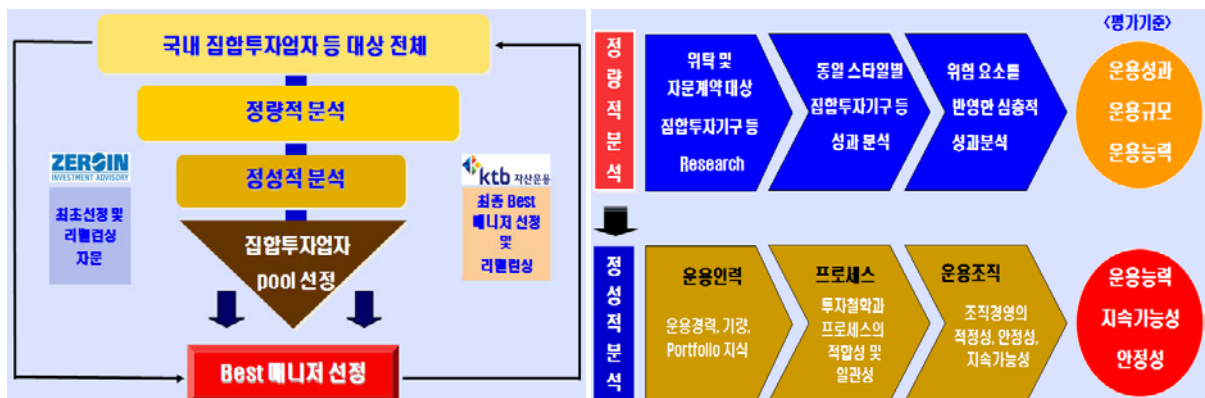 국내 집합투자업자 등 대상 전체
정량적 분석
정성적 분석
ZEROIN
INVESTMENT ADVISORY
최초선정 및
리밸런싱
자문
집합투자업자
pool 선정
ktb 자산운용
최종 Best
매니저 선정
및
리밸런싱
Best 매니저 선정
<평가기준>
정
량
적
분
석
위탁 및
자문계약 대상
집합투자기구 등
Research
동일 스타일별
집합투자기구 등
성과 분석
위험 요소를
반영한 심층적
성과분석
운용성과
운용규모
운용능력
정
성
적
분
석
운용인력
운용경력, 기량,
Portfolio 지식
프로세스
투자철학과
프로세스의
적합성 및
일관성
운용조직
조직경영의
적정성, 안정성,
지속가능성
운용능력
지속가능성
안정성